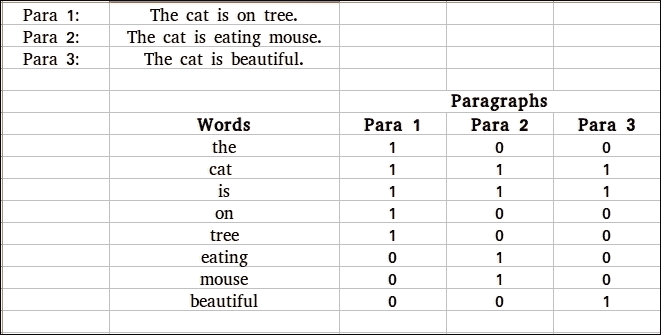 Para 1: The cat is on tree.
Para 2: The cat is eating mouse.
Para 3: The cat is beautiful.
Paragraphs
Words Para 1 Para 2 Para 3
the 1 0 0
cat 1 1 1
is 1 1 1
on 1 0 0
tree 1 0 0
eating 0 1 0
mouse 0 1 0
beautiful 0 0 1